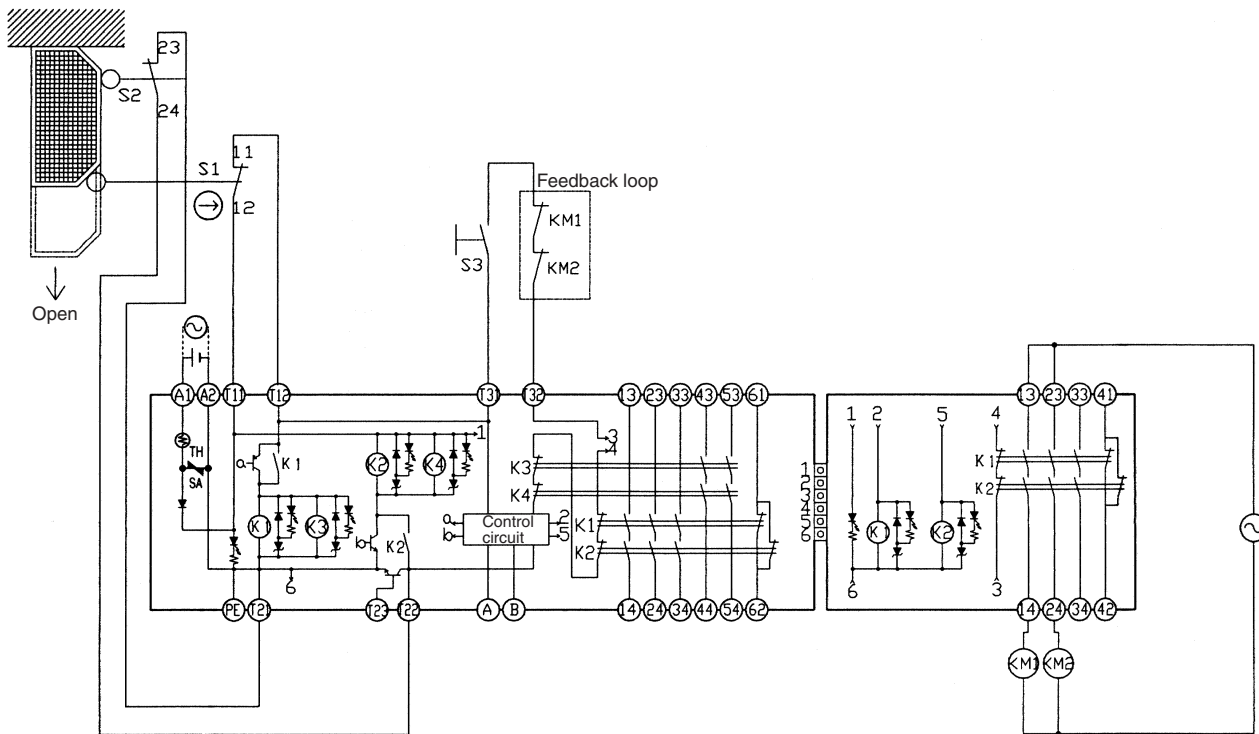 23
S2
24
11
S1
12
Open
Feedback loop
KM1
S3
KM2
A1 A2 T11 T12 T31 T32 13 23 33 43 53 61
13 23 33 41
TH
SA
a
K1
K2
K4
1
3
4
K3
K4
K1
K3
b
K2
a
b
Control
circuit
2
5
K1
K2
6
1
2
3
4
5
6
1 2 5 4
K1
K2
K1
K2
6
3
PE T21 T23 T22 A B 14 24 34 44 54 62
14 24 34 42
KM1 KM2